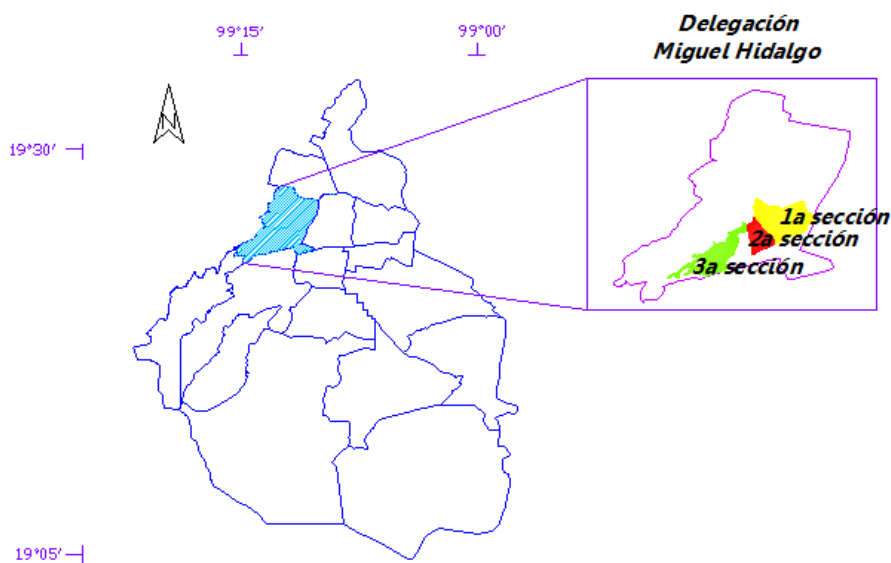 Delegación
Miguel Hidalgo
99°15'
99°00'
N
19°30'
1a sección
2a sección
3a sección
19°05'